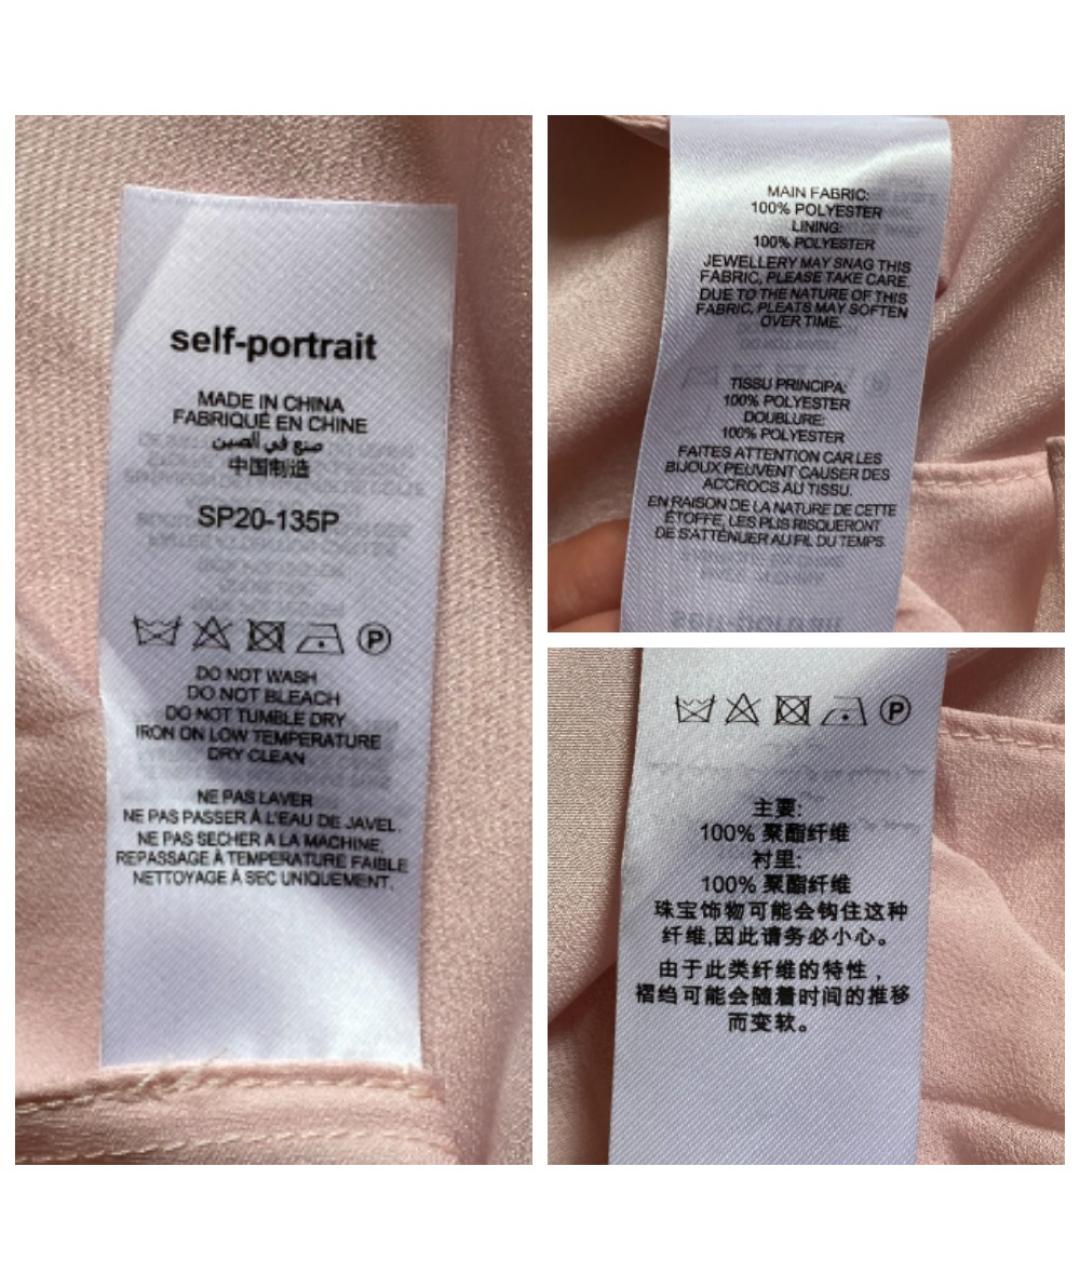 self-portrait
MADE IN CHINA
FABRIQUÉ EN CHINE
صنع في الصين
中国制造
SP20-135P
P
DO NOT WASH
DO NOT BLEACH
DO NOT TUMBLE DRY
IRON ON LOW TEMPERATURE
DRY CLEAN
NE PAS LAVER
NE PAS PASSER À L'EAU DE JAVEL.
NE PAS SECHER A LA MACHINE,
REPASSAGE À TEMPERATURE FAIBLE
NETTOYAGE À SEC UNIQUEMENT.
MAIN FABRIC:
100% POLYESTER
LINING:
100% POLYESTER
JEWELLERY MAY SNAG THIS
FABRIC, PLEASE TAKE CARE.
DUE TO THE NATURE OF THIS
FABRIC, PLEATS MAY SOFTEN
OVER TIME.
TISSU PRINCIPA:
100% POLYESTER
DOUBLURE:
100% POLYESTER
FAITES ATTENTION CAR LES
BIJOUX PEUVENT CAUSER DES
ACCROCS AU TISSU.
EN RAISON DE LA NATURE DE CETTE
ÉTOFFE, LES PLIS RISQUERONT
DE S'ATTÉNUER AU FIL DU TEMPS.
P
主要:
100% 聚酯纤维
衬里:
100% 聚酯纤维
珠宝饰物可能会钩住这种
纤维,因此请务必小心。
由于此类纤维的特性,
褶绉可能会随着时间的推移
而变软。